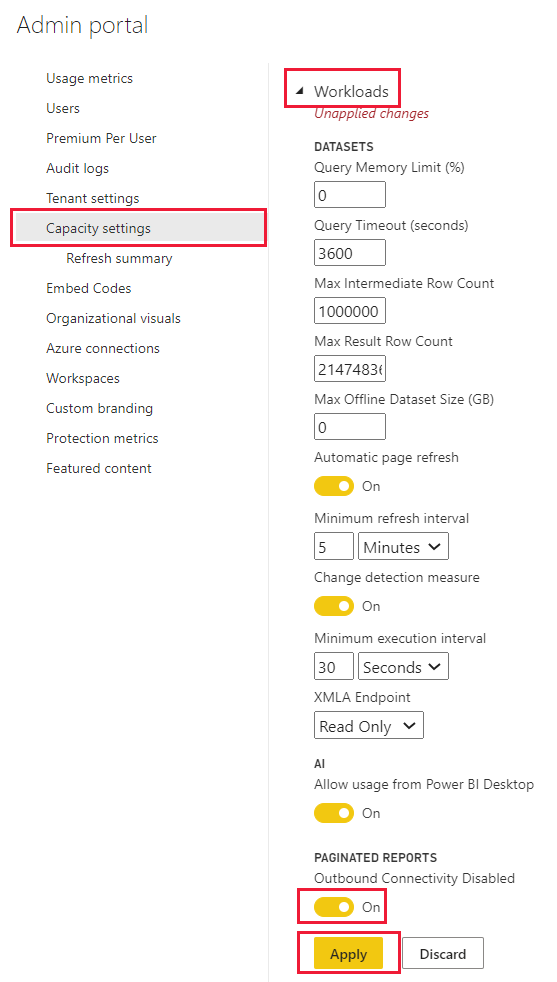 Admin portal
Usage metrics
Users
Premium Per User
Audit logs
Tenant settings
Capacity settings
Refresh summary
Embed Codes
Organizational visuals
Azure connections
Workspaces
Custom branding
Protection metrics
Featured content
Workloads
Unapplied changes
DATASETS
Query Memory Limit (%)
0
Query Timeout (seconds)
3600
Max Intermediate Row Count
1000000
Max Result Row Count
21474836
Max Offline Dataset Size (GB)
0
Automatic page refresh
On
Minimum refresh interval
5 Minutes
Change detection measure
On
Minimum execution interval
30 Seconds
XMLA Endpoint
Read Only
AI
Allow usage from Power BI Desktop
On
PAGINATED REPORTS
Outbound Connectivity Disabled
On
Apply Discard